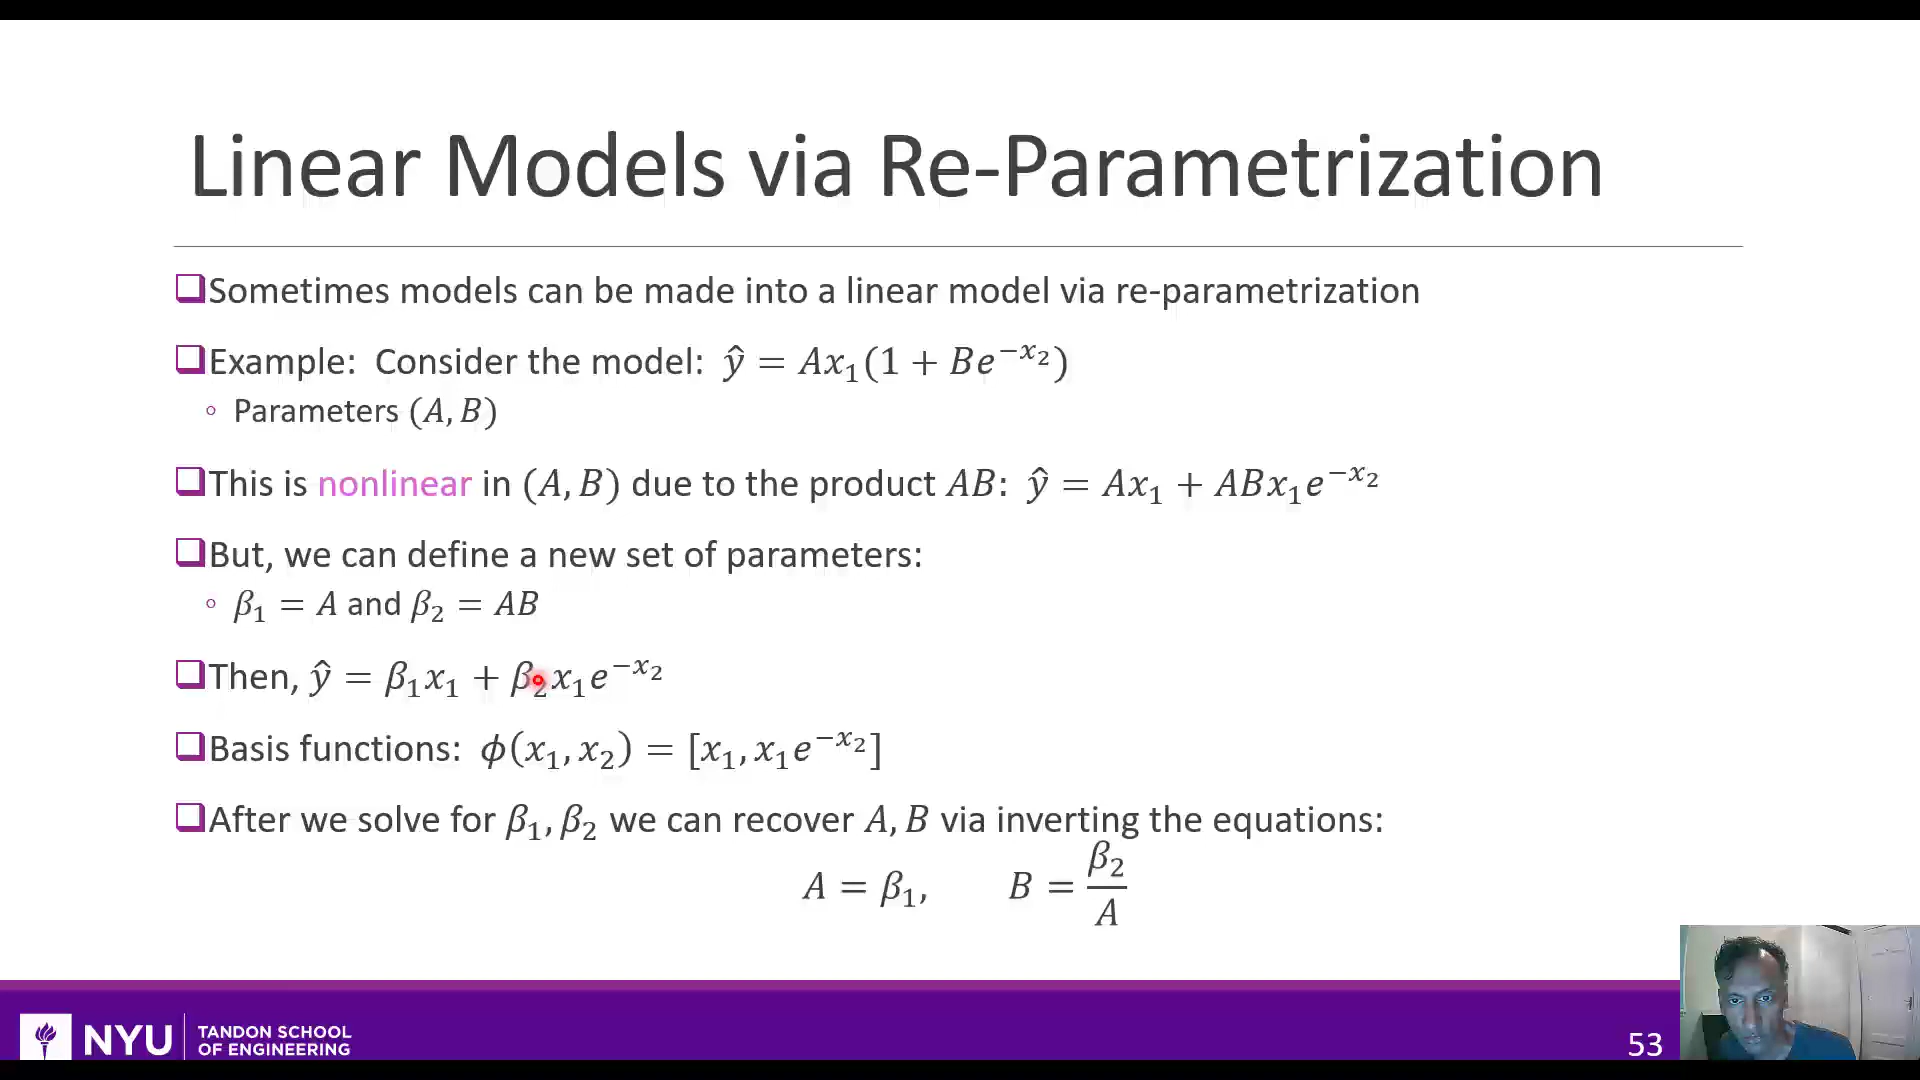 Linear Models via Re-Parametrization
❑Sometimes models can be made into a linear model via re-parametrization
❑Example: Consider the model: ŷ = Ax₁(1 + Be^{−x₂})
◦ Parameters (A, B)
❑This is nonlinear in (A, B) due to the product AB: ŷ = Ax₁ + ABx₁e^{−x₂}
❑But, we can define a new set of parameters:
◦ β₁ = A and β₂ = AB
❑Then, ŷ = β₁x₁ + β₂x₁e^{−x₂}
❑Basis functions: ϕ(x₁, x₂) = [x₁, x₁e^{−x₂}]
❑After we solve for β₁, β₂ we can recover A, B via inverting the equations:
A = β₁, B = β₂/A
NYU TANDON SCHOOL
OF ENGINEERING
53